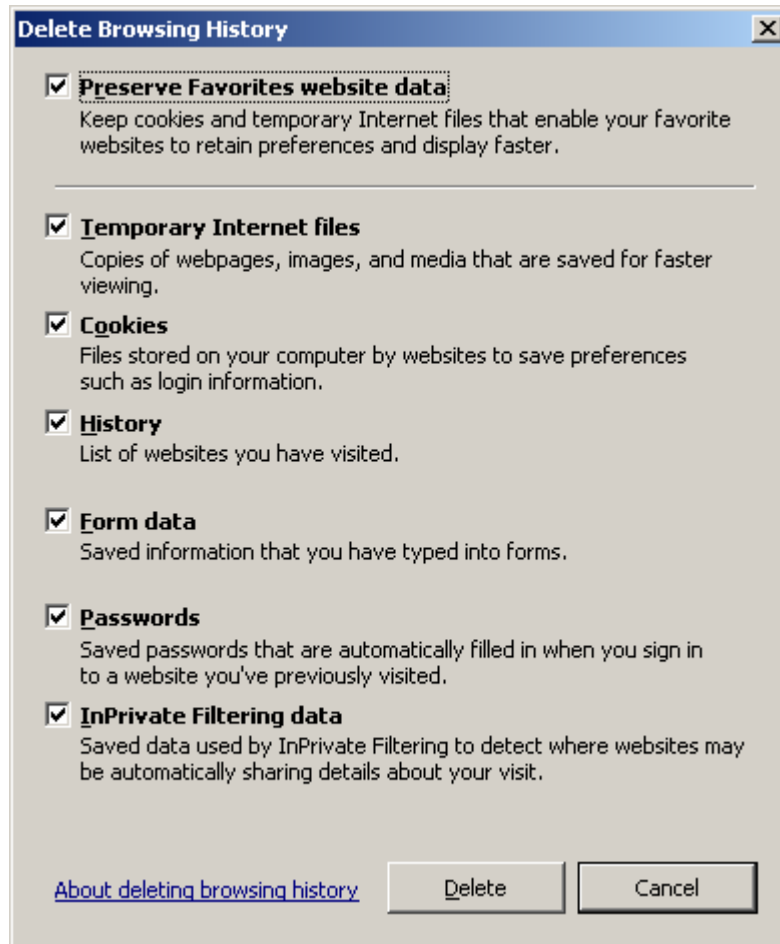 Delete Browsing History
Preserve Favorites website data
Keep cookies and temporary Internet files that enable your favorite
websites to retain preferences and display faster.
Temporary Internet files
Copies of webpages, images, and media that are saved for faster
viewing.
Cookies
Files stored on your computer by websites to save preferences
such as login information.
History
List of websites you have visited.
Form data
Saved information that you have typed into forms.
Passwords
Saved passwords that are automatically filled in when you sign in
to a website you've previously visited.
InPrivate Filtering data
Saved data used by InPrivate Filtering to detect where websites may
be automatically sharing details about your visit.
About deleting browsing history
Delete
Cancel